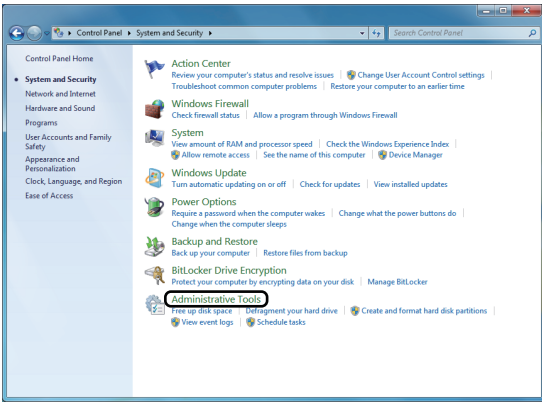 Control Panel ▸ System and Security ▸
Search Control Panel
Control Panel Home
System and Security
Network and Internet
Hardware and Sound
Programs
User Accounts and Family
Safety
Appearance and
Personalization
Clock, Language, and Region
Ease of Access
Action Center
Review your computer's status and resolve issues | Change User Account Control settings |
Troubleshoot common computer problems | Restore your computer to an earlier time
Windows Firewall
Check firewall status | Allow a program through Windows Firewall
System
View amount of RAM and processor speed | Check the Windows Experience Index |
Allow remote access | See the name of this computer | Device Manager
Windows Update
Turn automatic updating on or off | Check for updates | View installed updates
Power Options
Require a password when the computer wakes | Change what the power buttons do |
Change when the computer sleeps
Backup and Restore
Back up your computer | Restore files from backup
BitLocker Drive Encryption
Protect your computer by encrypting data on your disk | Manage BitLocker
Administrative Tools
Free up disk space | Defragment your hard drive | Create and format hard disk partitions |
View event logs | Schedule tasks